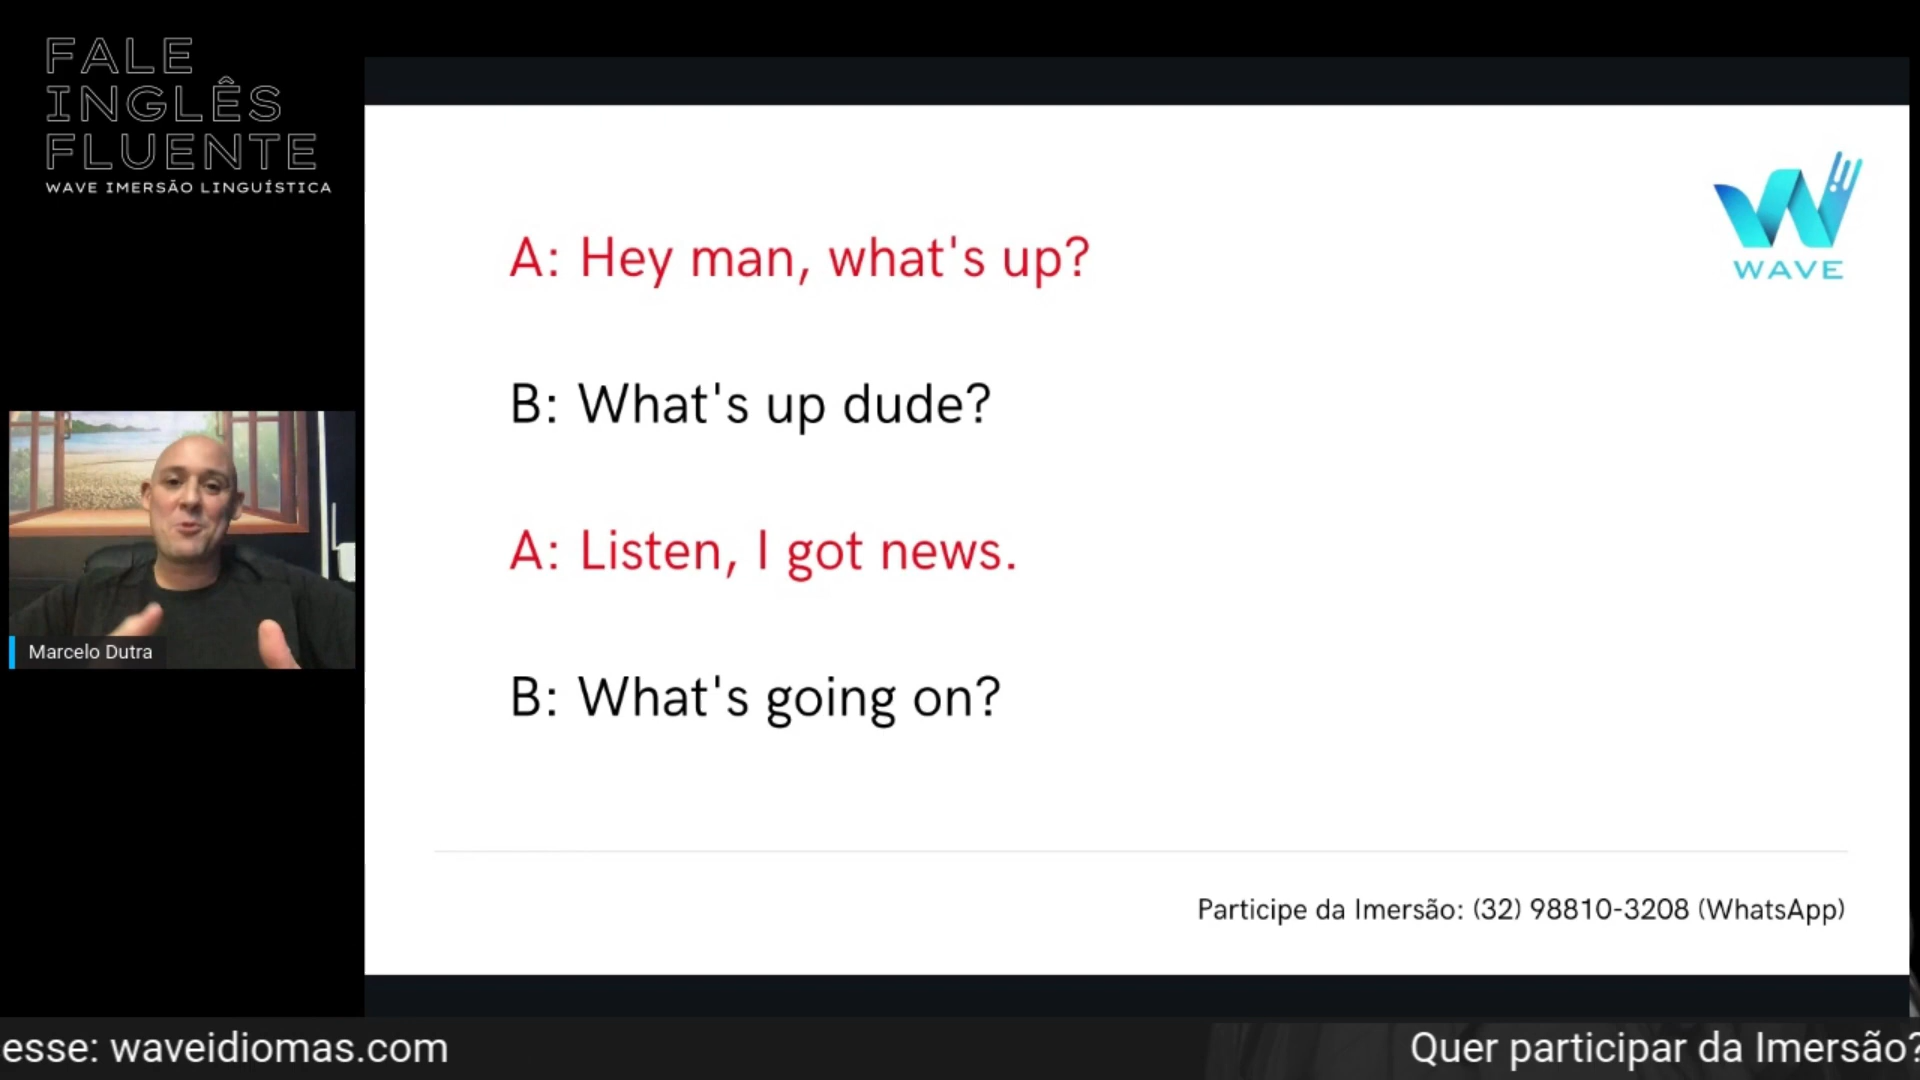 FALE
INGLÊS
FLUENTE
WAVE IMERSÃO LINGUÍSTICA
WAVE
A: Hey man, what's up?
B: What's up dude?
A: Listen, I got news.
B: What's going on?
Marcelo Dutra
Participe da Imersão: (32) 98810-3208 (WhatsApp)
esse: waveidiomas.com
Quer participar da Imersão?